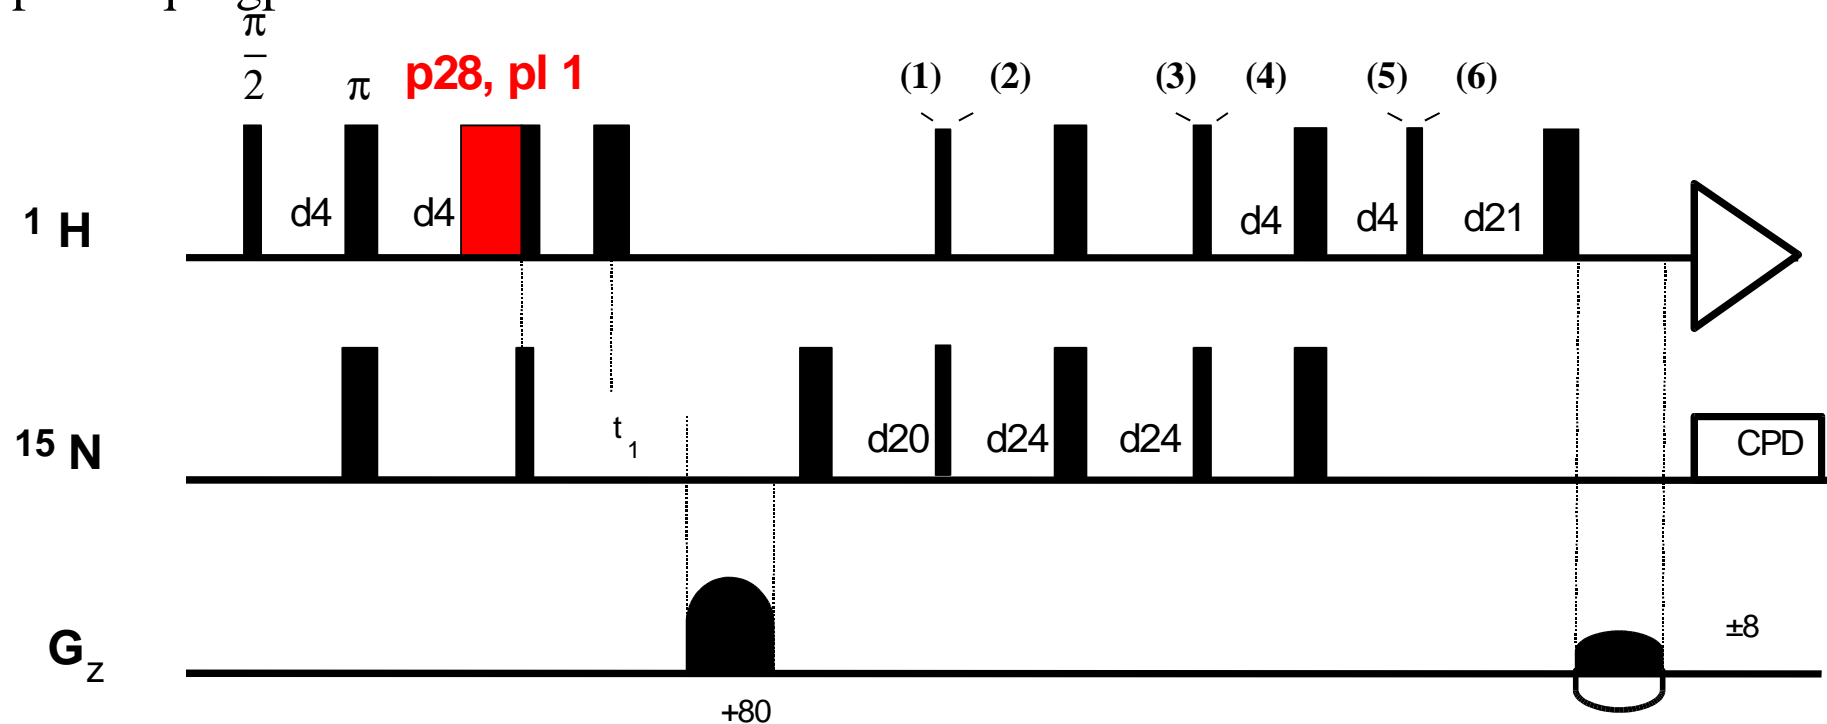 π
2
π
p28, pl 1
(1) (2) (3) (4) (5) (6)
1 H
d4 d4 d4 d4 d21
t 1
15 N
d20 d24 d24 CPD
G z
±8
+80